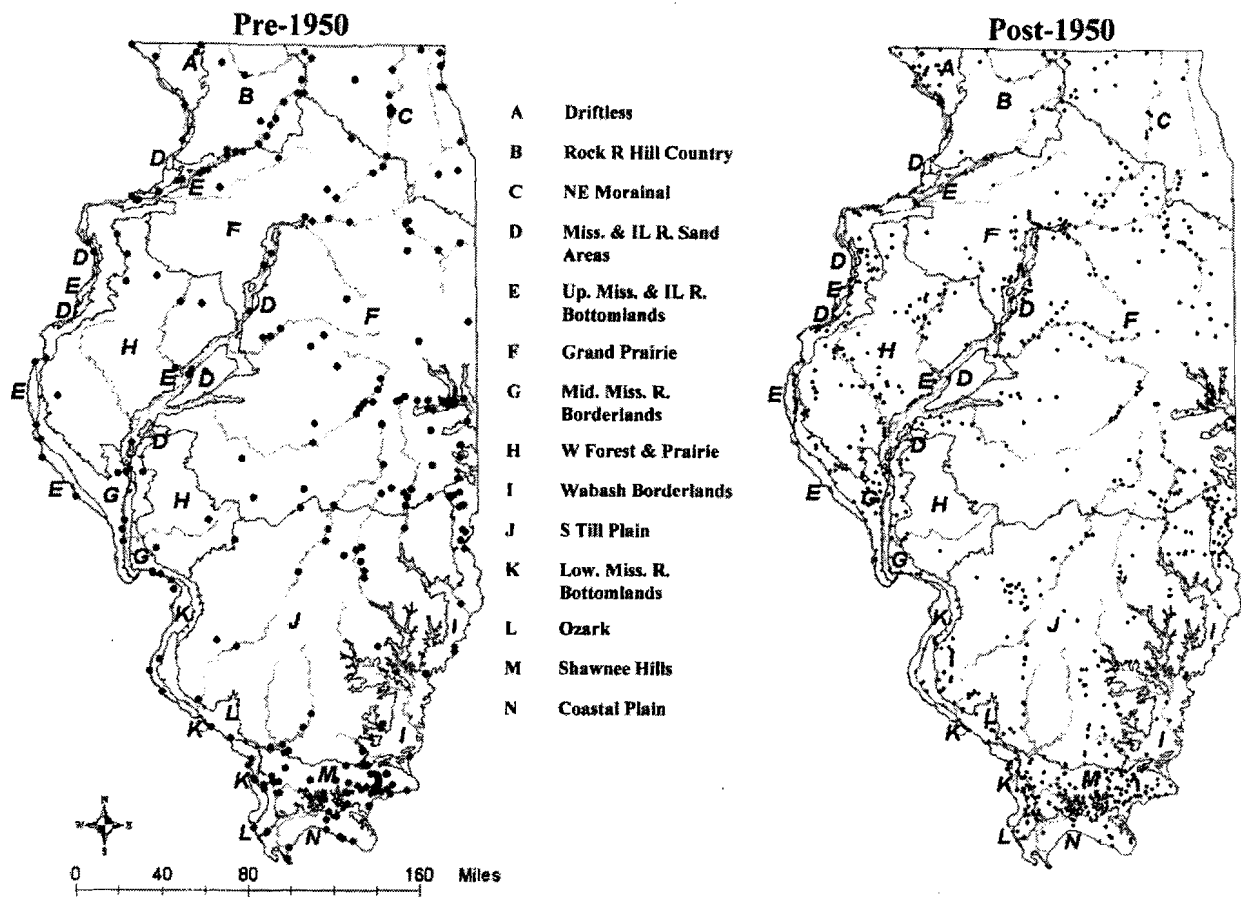 Pre-1950
Post-1950
A Driftless
B Rock R Hill Country
C NE Morainal
D Miss. & IL R. Sand
Areas
E Up. Miss. & IL R.
Bottomlands
F Grand Prairie
G Mid. Miss. R.
Borderlands
H W Forest & Prairie
I Wabash Borderlands
J S Till Plain
K Low. Miss. R.
Bottomlands
L Ozark
M Shawnee Hills
N Coastal Plain
A
B
C
D
E
F
D
E
D
D
F
H
E
D
E
D
E
G
H
G
K
J
I
L
K
I
K
M
L
N
N
W
E
S
0 40 80 160 Miles
A
B
C
D
E
F
D
E
D
D
F
H
E
D
E
D
E
G
H
G
K
J
I
L
K
I
K
M
L
N